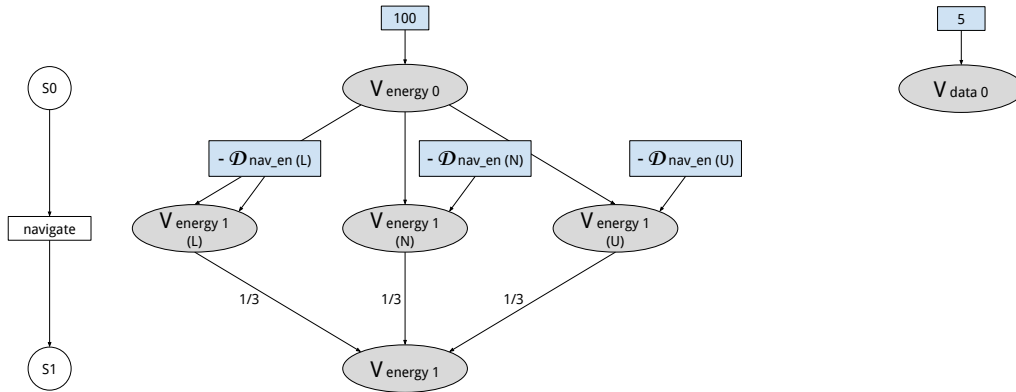 100
5
S0
V energy 0
V data 0
- 𝒟 nav_en (L)
- 𝒟 nav_en (N)
- 𝒟 nav_en (U)
navigate
V energy 1
(L)
V energy 1
(N)
V energy 1
(U)
1/3
1/3
1/3
S1
V energy 1